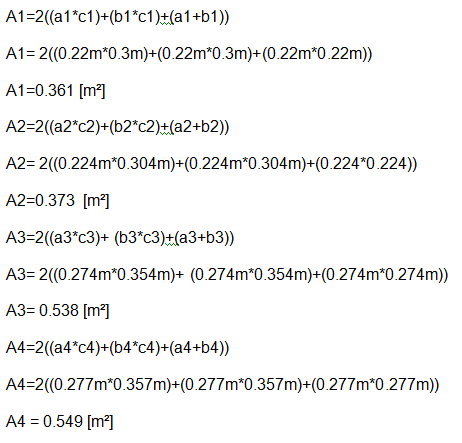 A1=2((a1*c1)+(b1*c1)+(a1+b1))
A1= 2((0.22m*0.3m)+(0.22m*0.3m)+(0.22m*0.22m))
A1=0.361 [m²]
A2=2((a2*c2)+(b2*c2)+(a2+b2))
A2= 2((0.224m*0.304m)+(0.224m*0.304m)+(0.224*0.224))
A2=0.373  [m²]
A3=2((a3*c3)+ (b3*c3)+(a3+b3))
A3= 2((0.274m*0.354m)+ (0.274m*0.354m)+(0.274m*0.274m))
A3= 0.538 [m²]
A4=2((a4*c4)+(b4*c4)+(a4+b4))
A4=2((0.277m*0.357m)+(0.277m*0.357m)+(0.277m*0.277m))
A4 = 0.549 [m²]